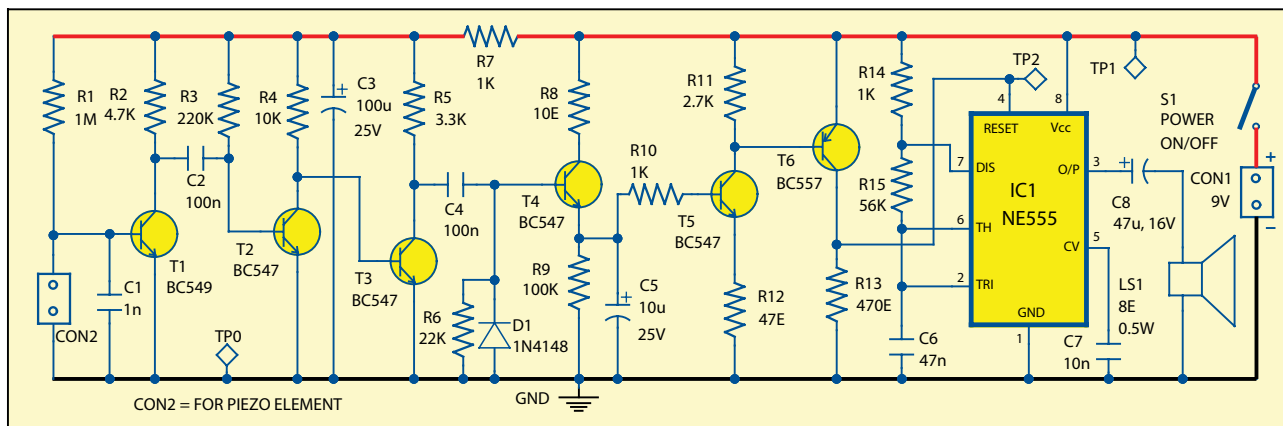 R1
1M
R2
4.7K
R3
220K
R4
10K
C3
100u
25V
R5
3.3K
R7
1K
R8
10E
R11
2.7K
R14
1K
TP2
TP1
S1
POWER
ON/OFF
4
8
RESET
Vcc
C2
100n
R10
1K
T6
BC557
7
DIS
O/P
3
CON1
9V
+
−
C4
100n
T4
BC547
R15
56K
IC1
NE555
C8
47u, 16V
+
+
+
T1
BC549
T2
BC547
T3
BC547
T5
BC547
6
TH
CV
5
2
TRI
C1
1n
CON2
TP0
R6
22K
D1
1N4148
R9
100K
C5
10u
25V
R12
47E
R13
470E
C6
47n
GND
1
C7
10n
LS1
8E
0.5W
CON2 = FOR PIEZO ELEMENT
GND